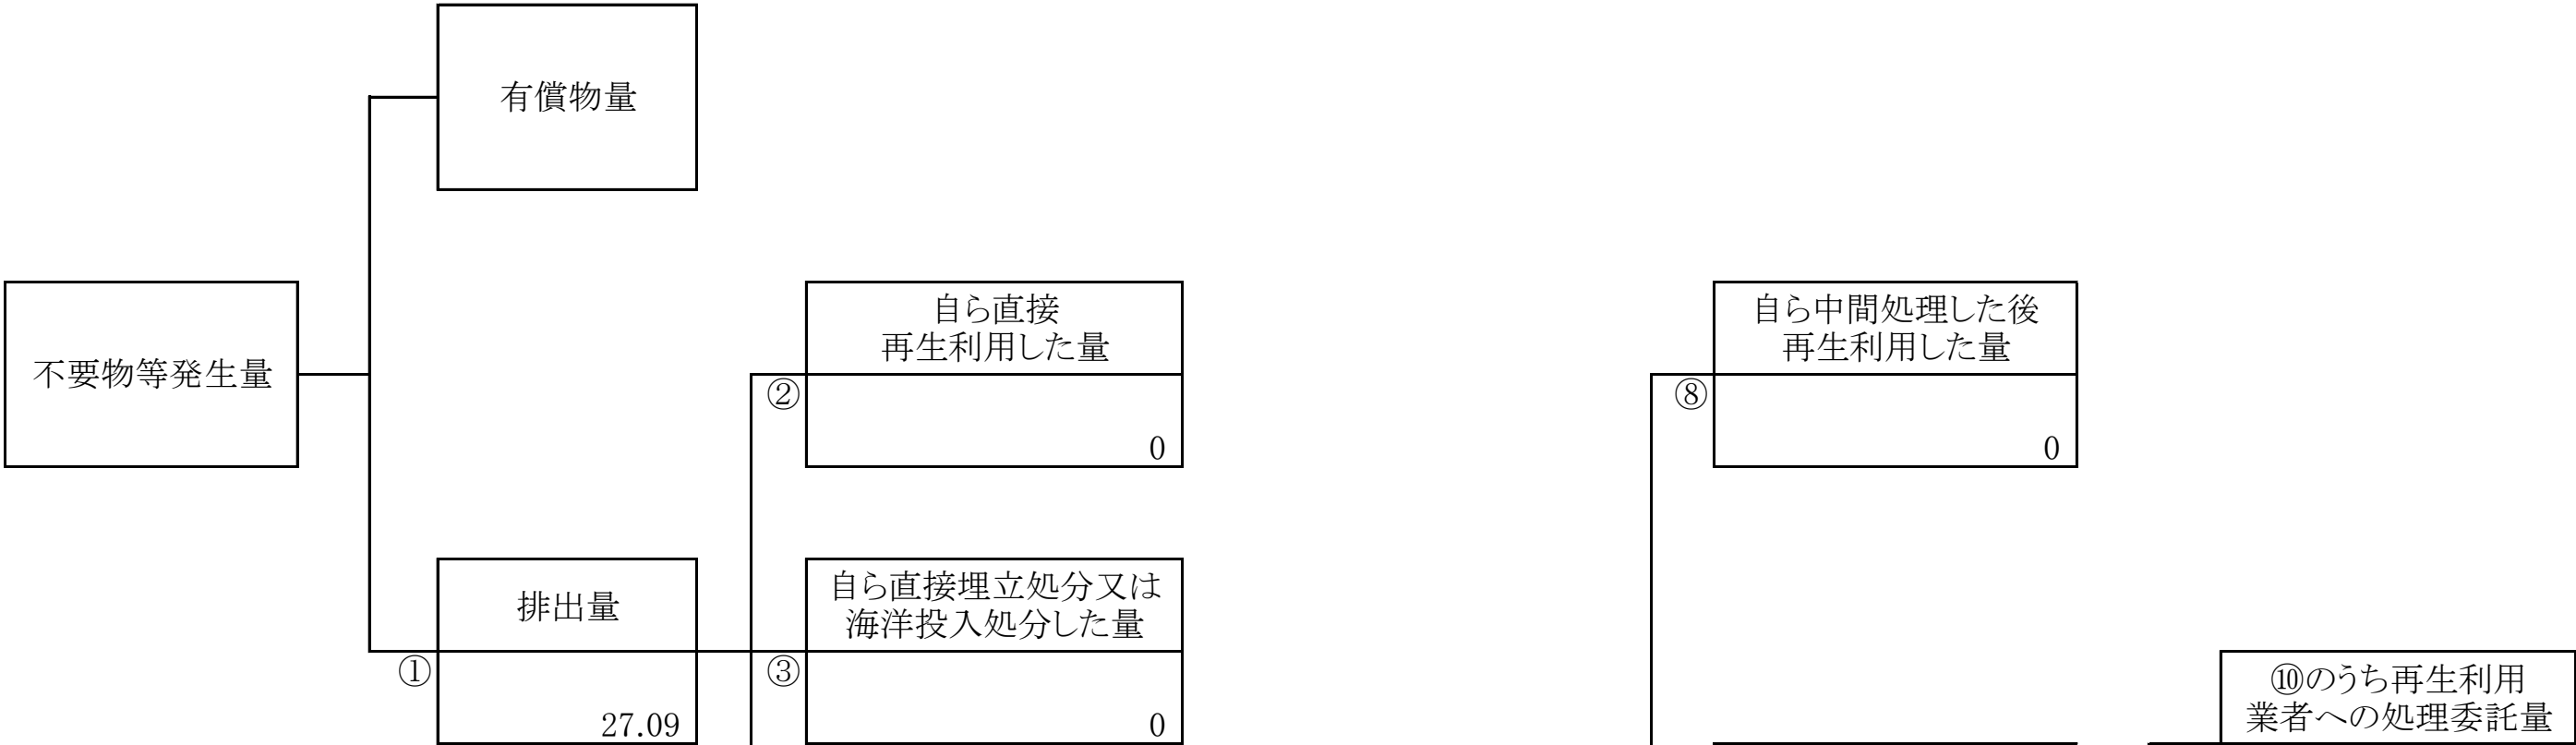 有償物量
不要物等発生量
自ら直接
再生利用した量
②
0
自ら中間処理した後
再生利用した量
⑧
0
排出量
①
27.09
自ら直接埋立処分又は
海洋投入処分した量
③
0
⑩のうち再生利用
業者への処理委託量